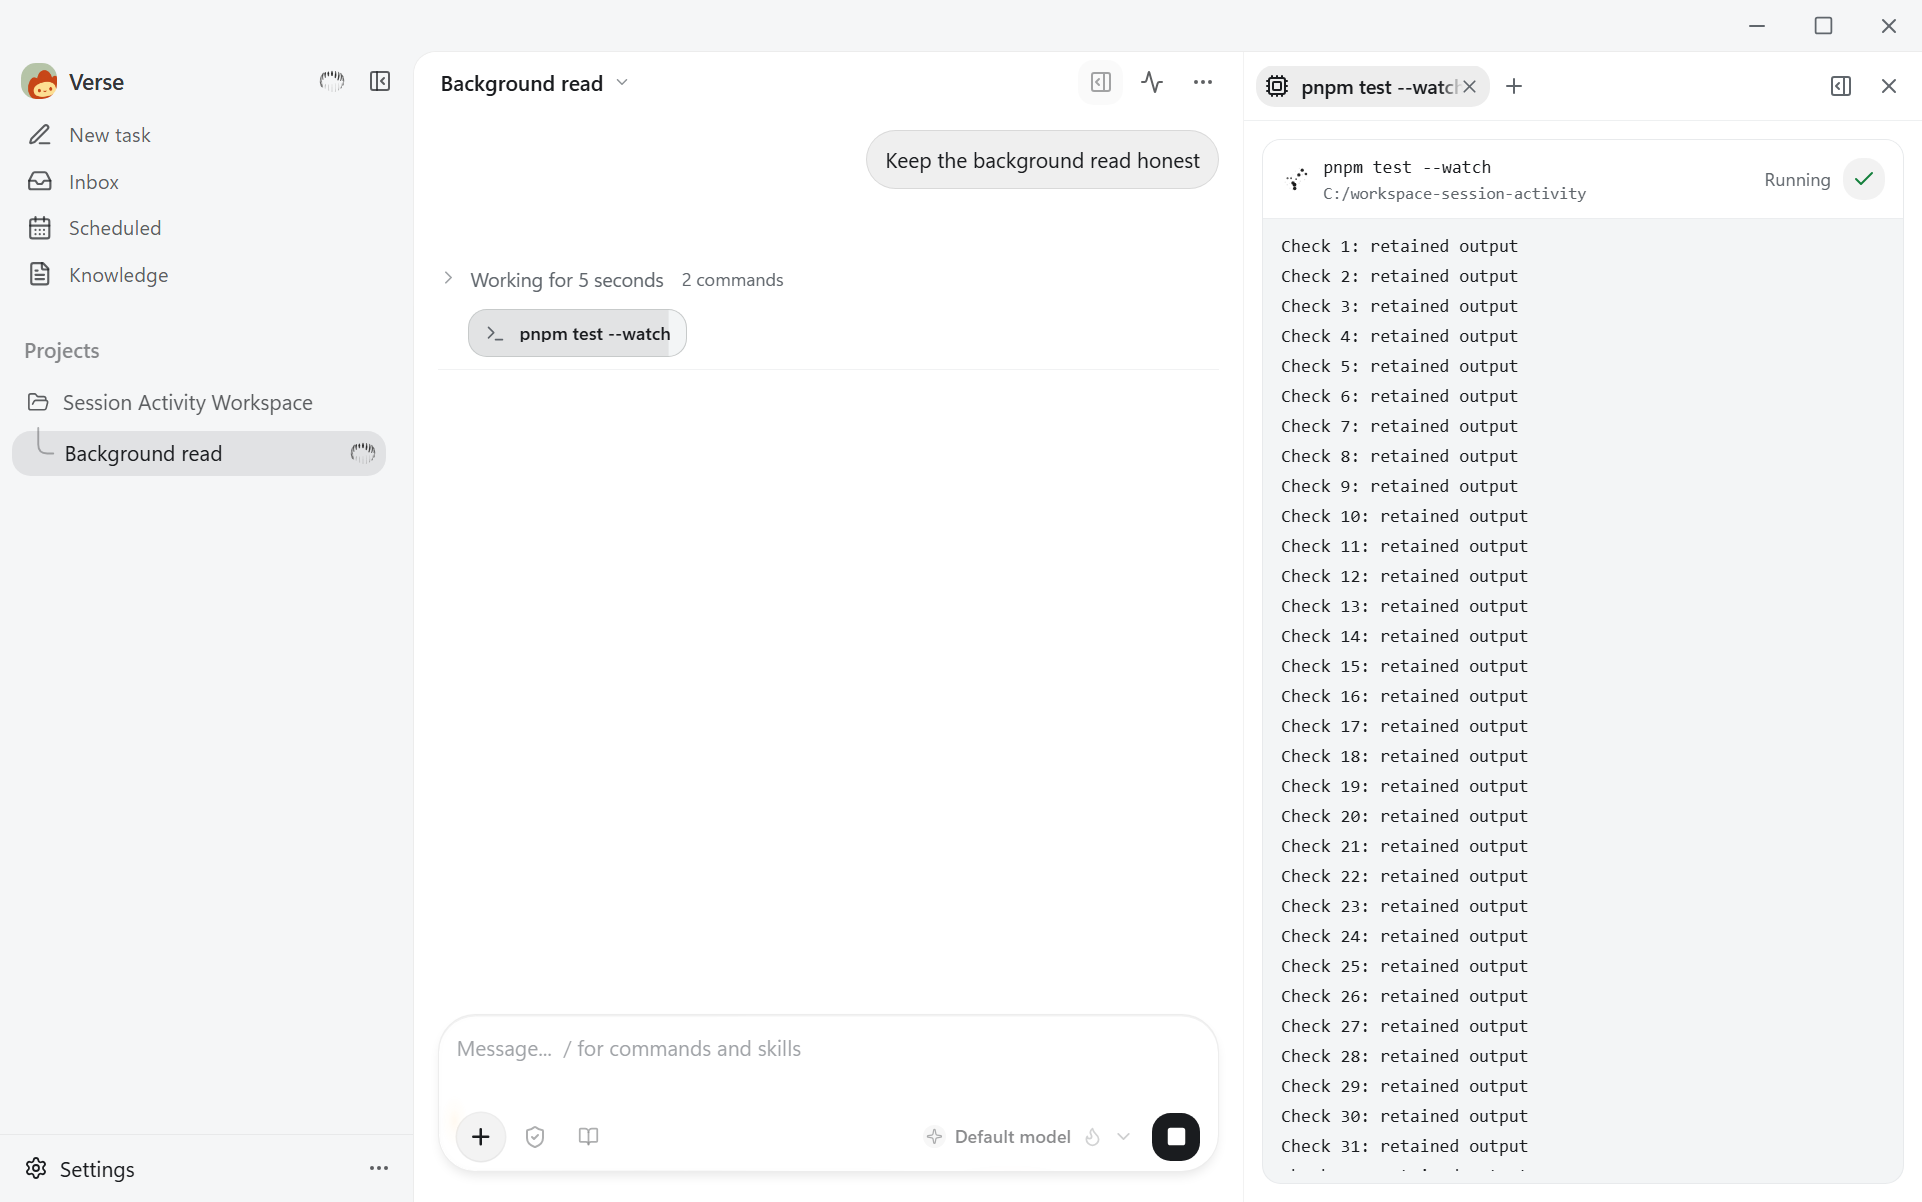 Verse
New task
Inbox
Scheduled
Knowledge
Projects
Session Activity Workspace
Background read
Settings
Background read
Keep the background read honest
Working for 5 seconds 2 commands
pnpm test --watch
Message... / for commands and skills
Default model
pnpm test --watc
pnpm test --watch
C:/workspace-session-activity
Running
Check 1: retained output
Check 2: retained output
Check 3: retained output
Check 4: retained output
Check 5: retained output
Check 6: retained output
Check 7: retained output
Check 8: retained output
Check 9: retained output
Check 10: retained output
Check 11: retained output
Check 12: retained output
Check 13: retained output
Check 14: retained output
Check 15: retained output
Check 16: retained output
Check 17: retained output
Check 18: retained output
Check 19: retained output
Check 20: retained output
Check 21: retained output
Check 22: retained output
Check 23: retained output
Check 24: retained output
Check 25: retained output
Check 26: retained output
Check 27: retained output
Check 28: retained output
Check 29: retained output
Check 30: retained output
Check 31: retained output